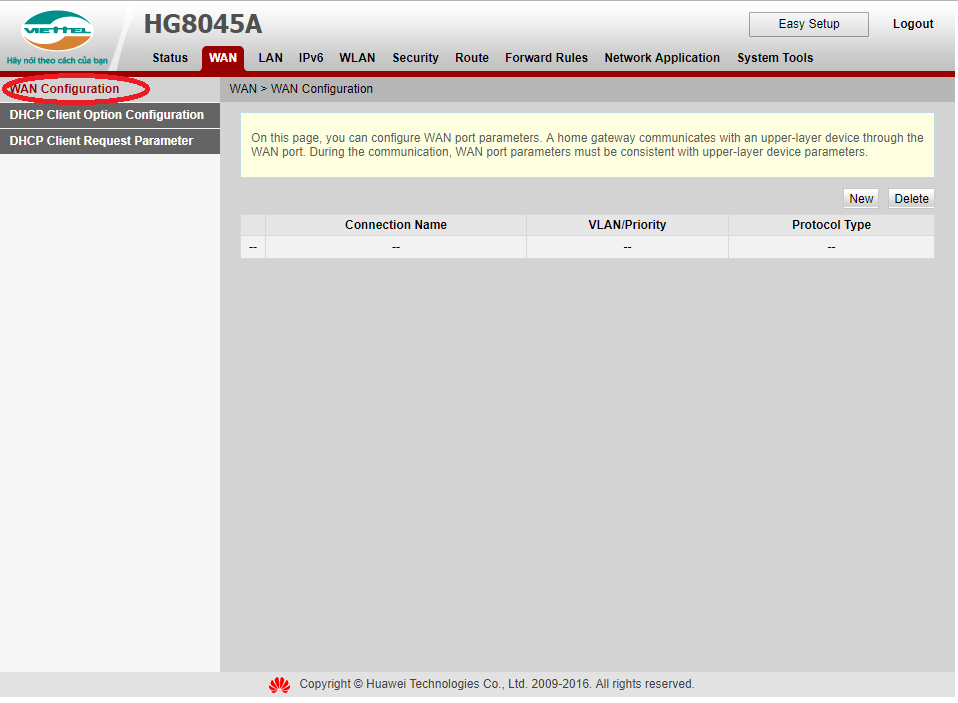 VIETTEL
Hãy nói theo cách của bạn
HG8045A
Easy Setup
Logout
Status WAN LAN IPv6 WLAN Security Route Forward Rules Network Application System Tools
WAN Configuration
DHCP Client Option Configuration
DHCP Client Request Parameter
WAN > WAN Configuration
On this page, you can configure WAN port parameters. A home gateway communicates with an upper-layer device through the
WAN port. During the communication, WAN port parameters must be consistent with upper-layer device parameters.
New Delete
Connection Name VLAN/Priority Protocol Type
-- -- -- --
Copyright © Huawei Technologies Co., Ltd. 2009-2016. All rights reserved.